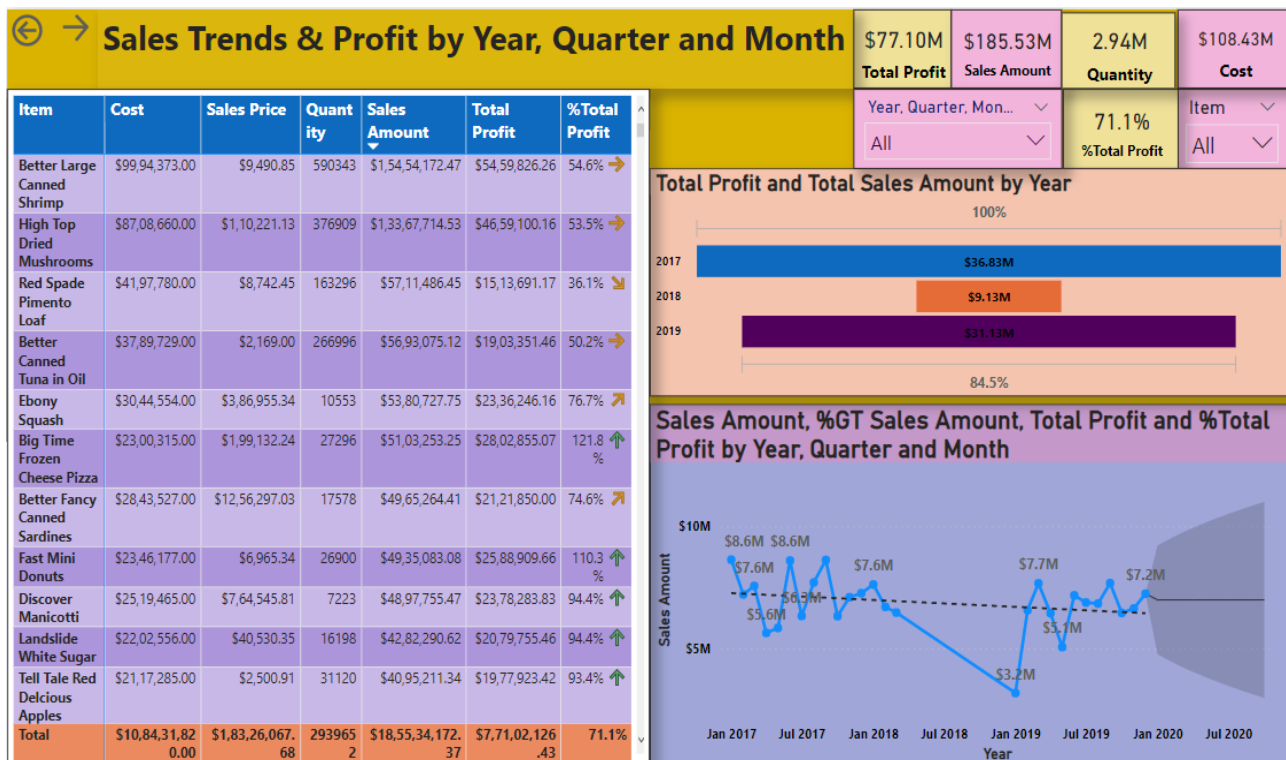 Sales Trends & Profit by Year, Quarter and Month
$77.10M
Total Profit
$185.53M
Sales Amount
2.94M
Quantity
$108.43M
Cost
Year, Quarter, Mon...
All
71.1%
%Total Profit
Item
All
Item Cost Sales Price Quant Sales Total %Total
ity Amount Profit Profit
Better Large $99,94,373.00 $9,490.85 590343 $1,54,54,172.47 $54,59,826.26 54.6%
Canned
Shrimp
High Top $87,08,660.00 $1,10,221.13 376909 $1,33,67,714.53 $46,59,100.16 53.5%
Dried
Mushrooms
Red Spade $41,97,780.00 $8,742.45 163296 $57,11,486.45 $15,13,691.17 36.1%
Pimento
Loaf
Better $37,89,729.00 $2,169.00 266996 $56,93,075.12 $19,03,351.46 50.2%
Canned
Tuna in Oil
Ebony $30,44,554.00 $3,86,955.34 10553 $53,80,727.75 $23,36,246.16 76.7%
Squash
Big Time $23,00,315.00 $1,99,132.24 27296 $51,03,253.25 $28,02,855.07 121.8
Frozen %
Cheese Pizza
Better Fancy $28,43,527.00 $12,56,297.03 17578 $49,65,264.41 $21,21,850.00 74.6%
Canned
Sardines
Fast Mini $23,46,177.00 $6,965.34 26900 $49,35,083.08 $25,88,909.66 110.3
Donuts %
Discover $25,19,465.00 $7,64,545.81 7223 $48,97,755.47 $23,78,283.83 94.4%
Manicotti
Landslide $22,02,556.00 $40,530.35 16198 $42,82,290.62 $20,79,755.46 94.4%
White Sugar
Tell Tale Red $21,17,285.00 $2,500.91 31120 $40,95,211.34 $19,77,923.42 93.4%
Delcious
Apples
Total $10,84,31,82 $1,83,26,067. 293965 $18,55,34,172. $7,71,02,126 71.1%
0.00 68 2 37 .43
Total Profit and Total Sales Amount by Year
100%
2017 $36.83M
2018 $9.13M
2019 $31.13M
84.5%
Sales Amount, %GT Sales Amount, Total Profit and %Total
Profit by Year, Quarter and Month
Sales Amount
$10M
$5M
$8.6M
$7.6M
$5.6M
$8.6M
$6.3M
$7.6M
$3.2M
$7.7M
$5.1M
$7.2M
Jan 2017 Jul 2017 Jan 2018 Jul 2018 Jan 2019 Jul 2019 Jan 2020 Jul 2020
Year